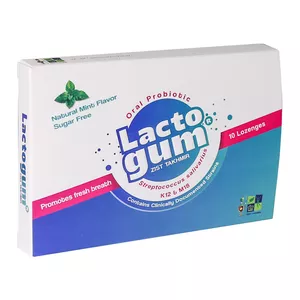 Natural Mint Flavor
Sugar Free
Oral Probiotic
Lacto
gum
G
ZIST TAKHMIR
Streptococcus salivarius
K12 & M18
Contains Clinically Documented Strains
10 Lozenges
Promotes fresh breath
Lactogum